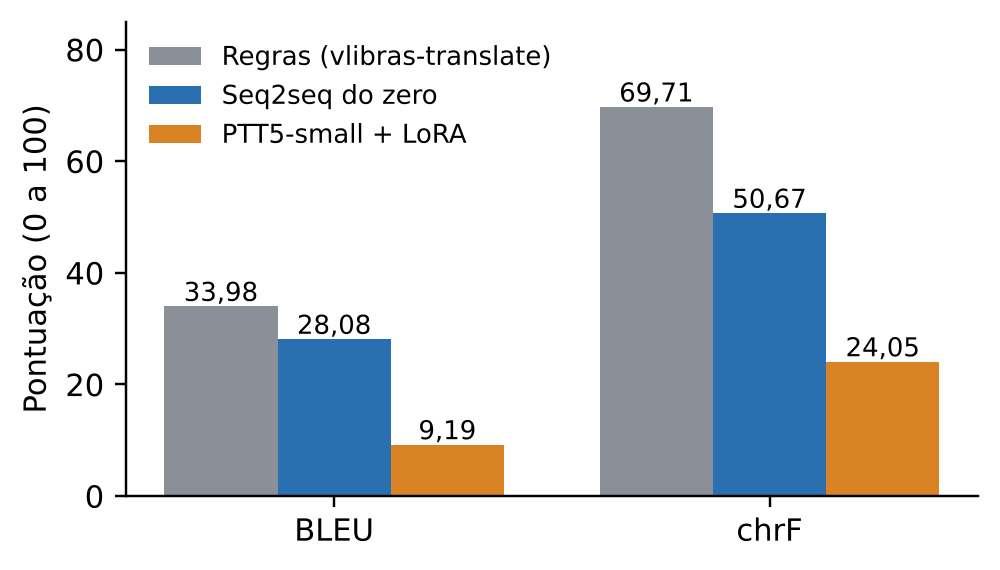 Pontuação (0 a 100)
80
60
40
20
0
Regras (vlibras-translate)
Seq2seq do zero
PTT5-small + LoRA
33,98
28,08
9,19
69,71
50,67
24,05
BLEU
chrF